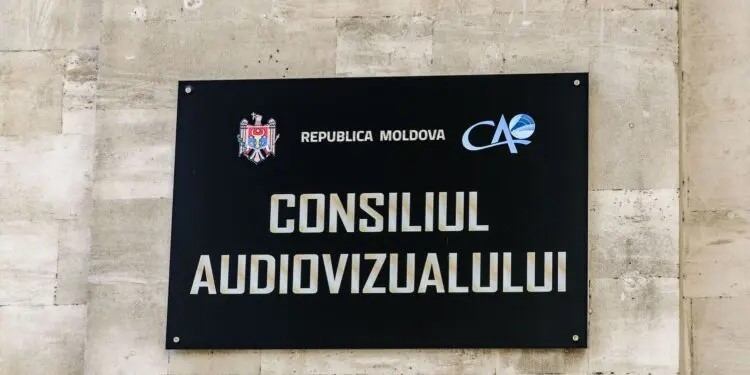 REPUBLICA MOLDOVA
CA
CONSILIUL
AUDIOVIZUALULUI